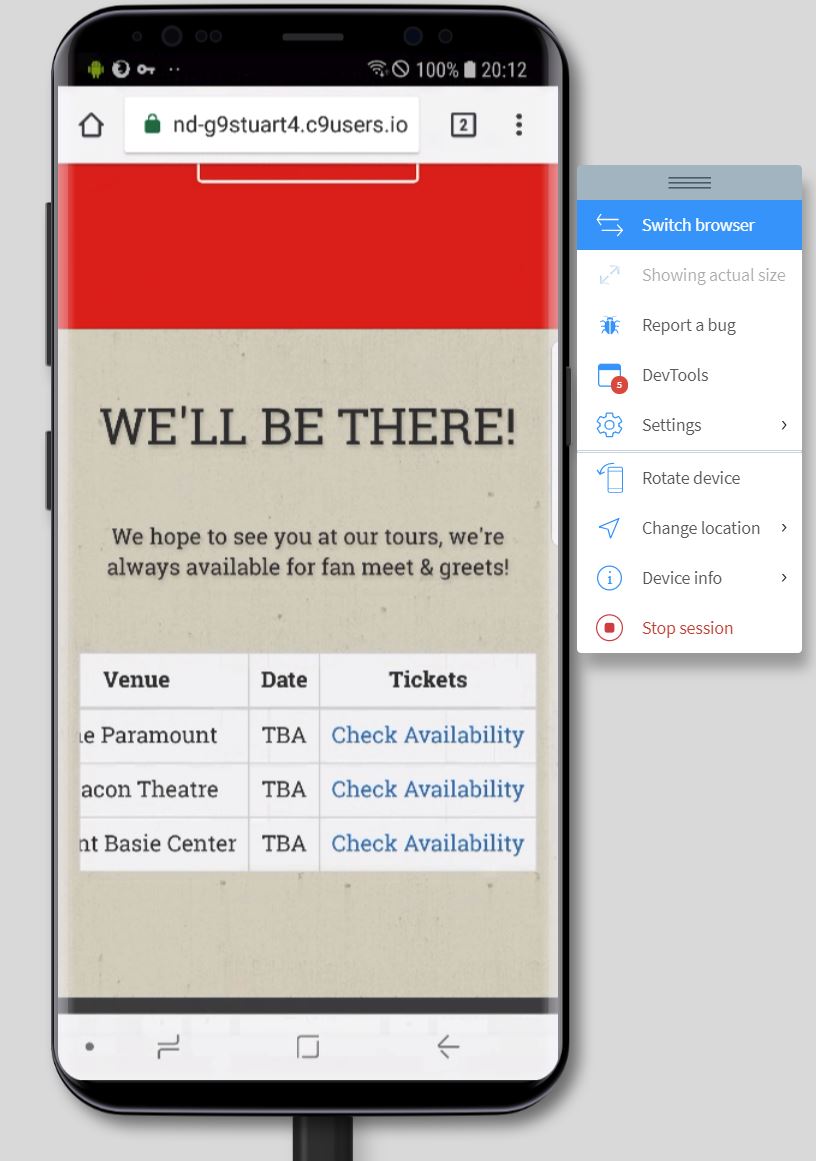 100% 20:12
nd-g9stuart4.c9users.io
2
WE'LL BE THERE!
We hope to see you at our tours, we're
always available for fan meet & greets!
Venue Date Tickets
e Paramount TBA Check Availability
acon Theatre TBA Check Availability
nt Basie Center TBA Check Availability
Switch browser
Showing actual size
Report a bug
5
DevTools
Settings
Rotate device
Change location
Device info
Stop session